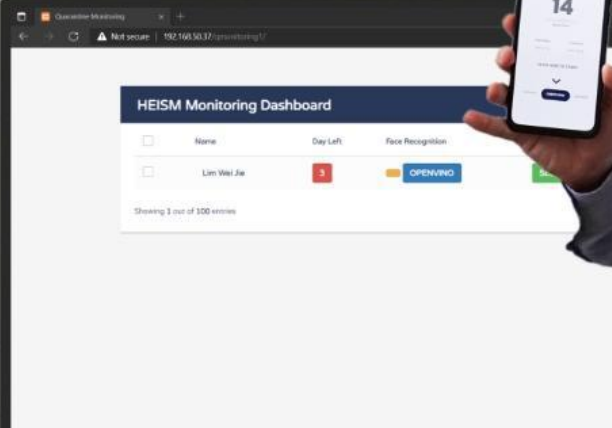 Quarantine Monitoring
Not secure | 192.168.50.37/qmonitoring1/
14
HEISM Monitoring Dashboard
Name Day Left Face Recognition
Lim Wei Jie 3 OPENVINO
Showing 1 out of 100 entries